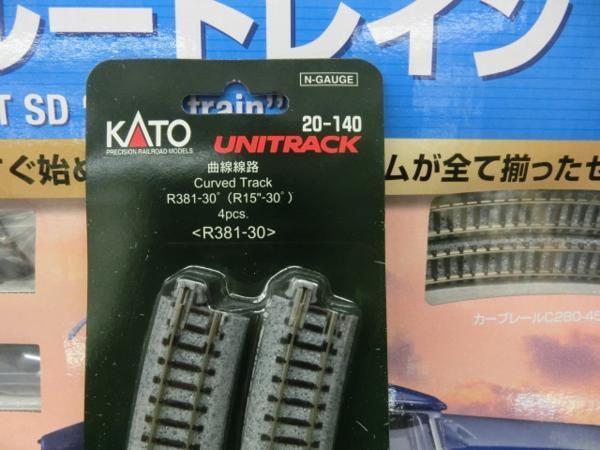 レートレイン
T SD
train"
N-GAUGE
KATO
PRECISION RAILROAD MODELS
20-140
UNITRACK
曲線線路
Curved Track
R381-30° (R15"-30°)
4pcs.
<R381-30>
すぐ始め
ムが全て揃ったセ
カーブレールC280-45